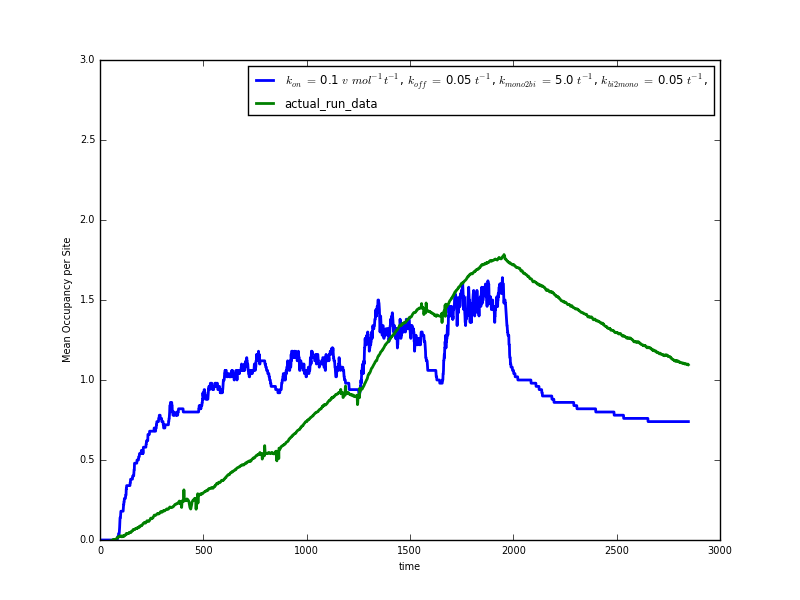 3.0
k_on = 0.1 v mol^−1 t^−1, k_off = 0.05 t^−1, k_mono2bi = 5.0 t^−1, k_bi2mono = 0.05 t^−1,
actual_run_data
2.5
2.0
Mean Occupancy per Site
1.5
1.0
0.5
0.0
0 500 1000 1500 2000 2500 3000
time